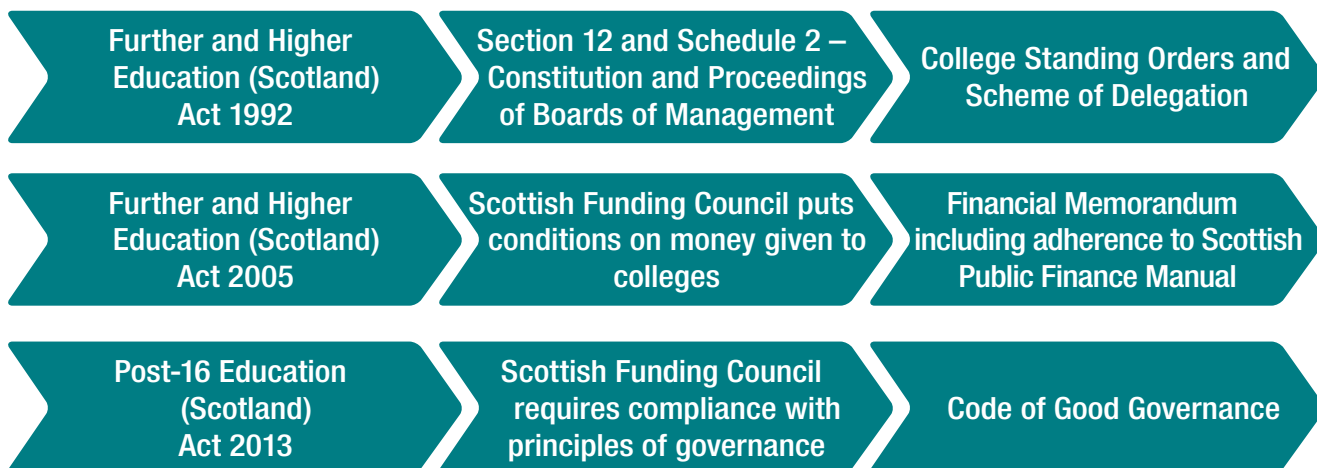 Further and Higher
Education (Scotland)
Act 1992
Section 12 and Schedule 2 –
Constitution and Proceedings
of Boards of Management
College Standing Orders and
Scheme of Delegation
Further and Higher
Education (Scotland)
Act 2005
Scottish Funding Council puts
conditions on money given to
colleges
Financial Memorandum
including adherence to Scottish
Public Finance Manual
Post-16 Education
(Scotland)
Act 2013
Scottish Funding Council
requires compliance with
principles of governance
Code of Good Governance